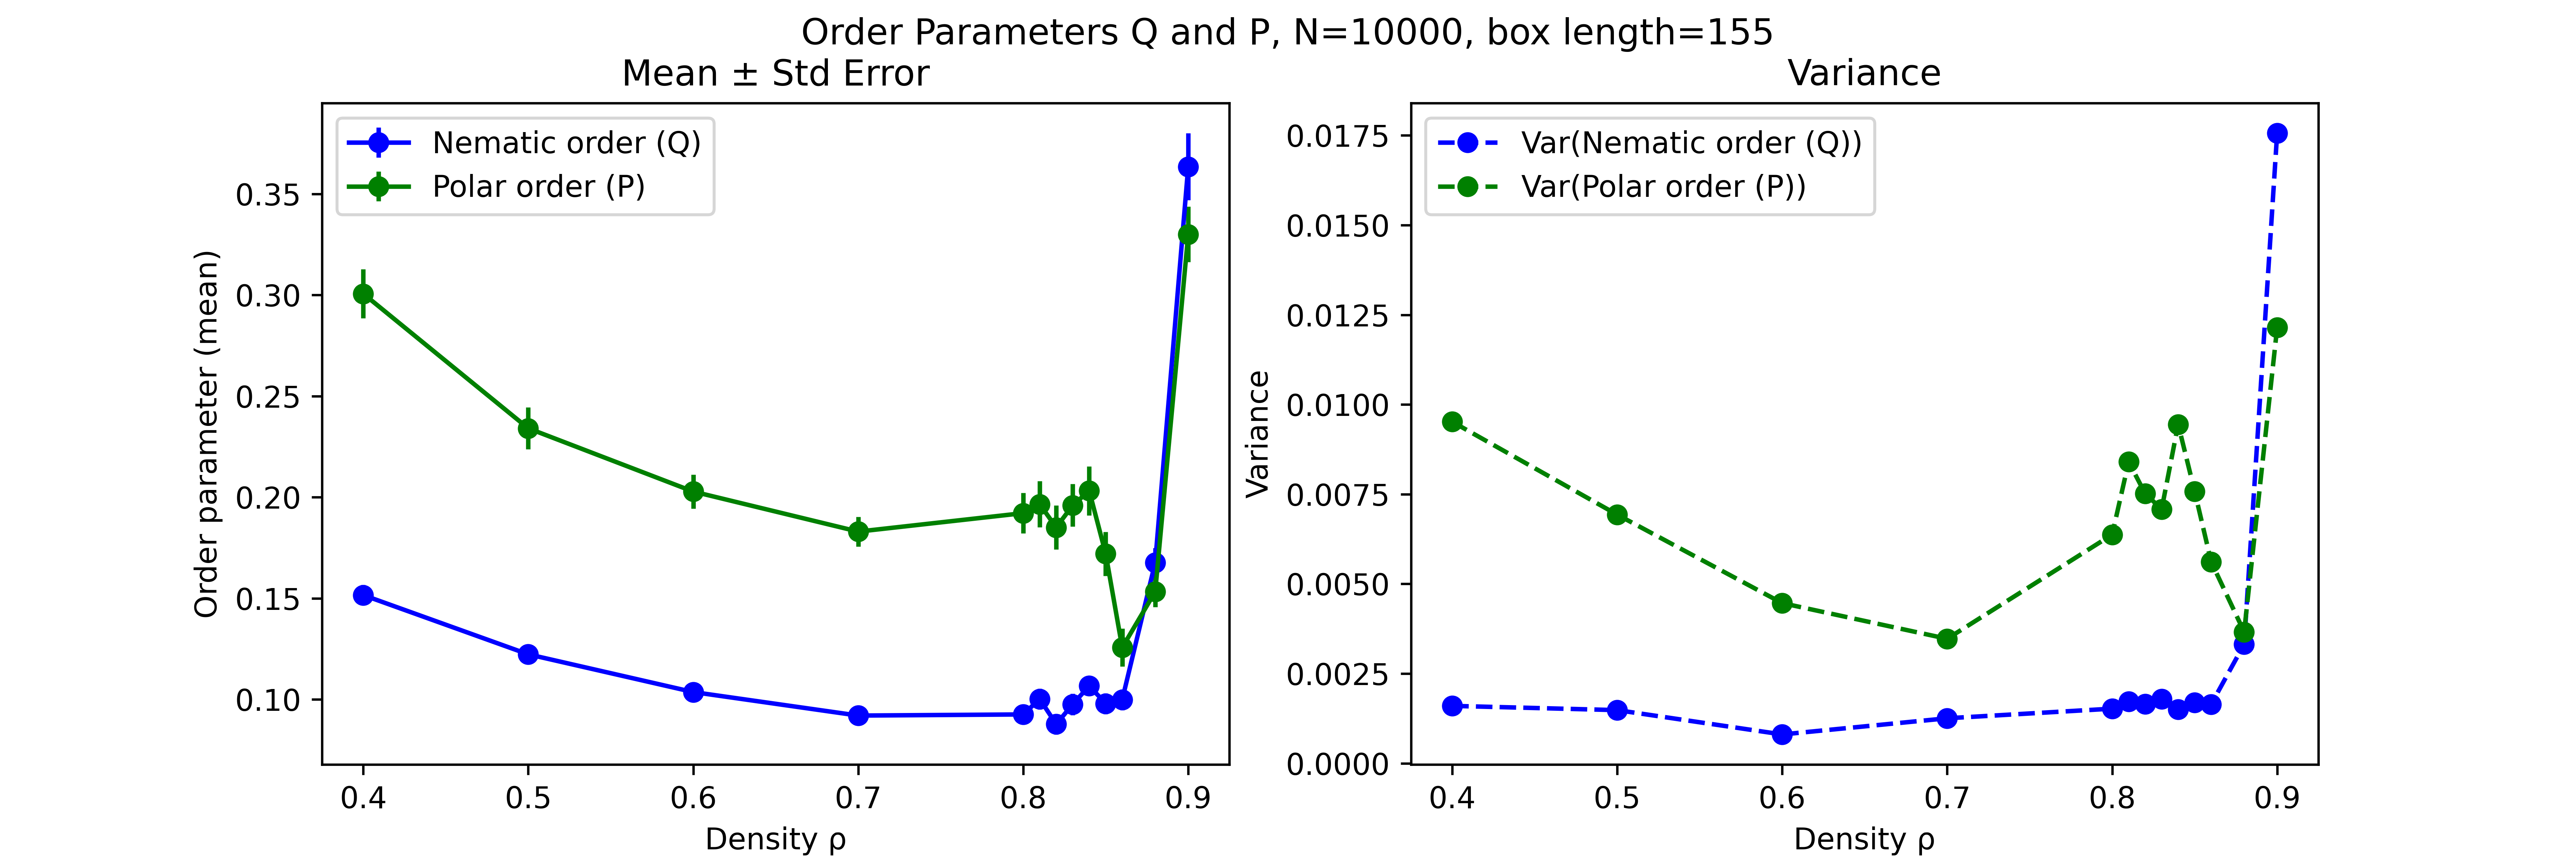 Order Parameters Q and P, N=10000, box length=155
Mean ± Std Error
Nematic order (Q)
Polar order (P)
Order parameter (mean)
0.35
0.30
0.25
0.20
0.15
0.10
0.4 0.5 0.6 0.7 0.8 0.9
Density ρ
Variance
Var(Nematic order (Q))
Var(Polar order (P))
Variance
0.0175
0.0150
0.0125
0.0100
0.0075
0.0050
0.0025
0.0000
0.4 0.5 0.6 0.7 0.8 0.9
Density ρ